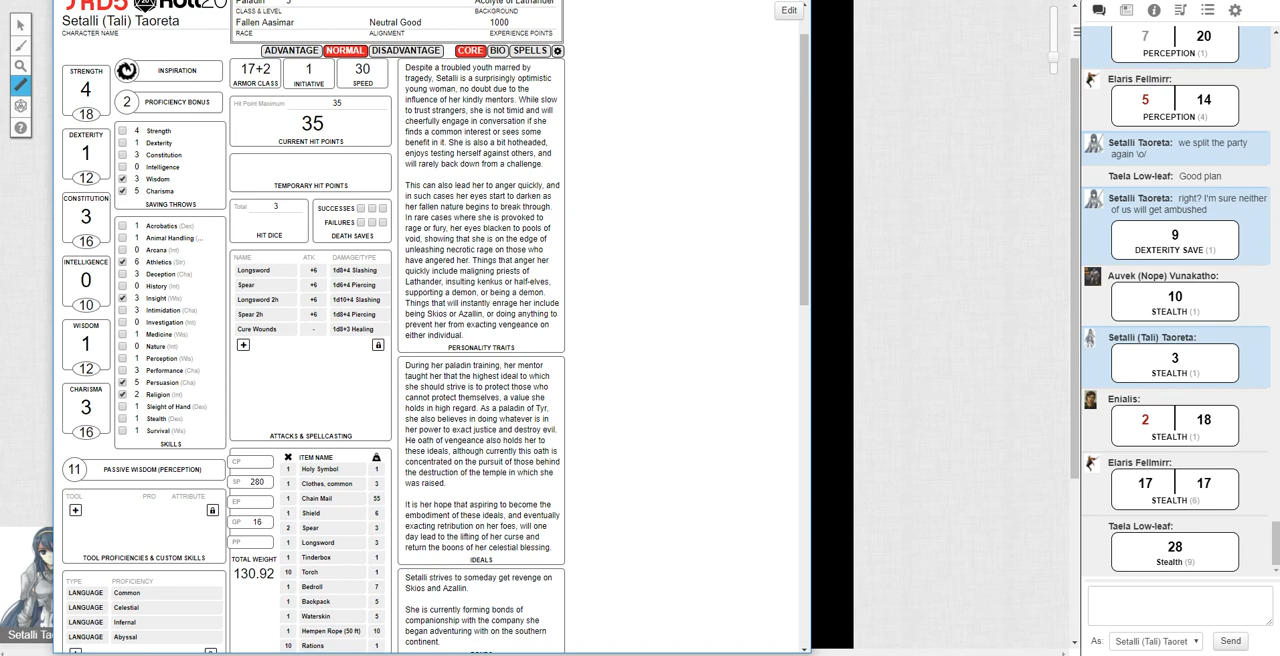 JRD5
Roll20
Setalli (Tali) Taoreta
CHARACTER NAME
Paladin 3
CLASS & LEVEL
Acolyte of Lathander
BACKGROUND
Fallen Aasimar
RACE
Neutral Good
ALIGNMENT
1000
EXPERIENCE POINTS
Edit
ADVANTAGE NORMAL DISADVANTAGE CORE BIO SPELLS
STRENGTH
4
18
DEXTERITY
1
12
CONSTITUTION
3
16
INTELLIGENCE
0
10
WISDOM
1
12
CHARISMA
3
16
INSPIRATION
2 PROFICIENCY BONUS
4 Strength
1 Dexterity
3 Constitution
0 Intelligence
3 Wisdom
5 Charisma
SAVING THROWS
1 Acrobatics (Dex)
1 Animal Handling (...
0 Arcana (Int)
6 Athletics (Str)
3 Deception (Cha)
0 History (Int)
3 Insight (Wis)
3 Intimidation (Cha)
0 Investigation (Int)
1 Medicine (Wis)
0 Nature (Int)
1 Perception (Wis)
3 Performance (Cha)
5 Persuasion (Cha)
2 Religion (Int)
1 Sleight of Hand (Dex)
1 Stealth (Dex)
1 Survival (Wis)
SKILLS
11 PASSIVE WISDOM (PERCEPTION)
TOOL PRO ATTRIBUTE
TOOL PROFICIENCIES & CUSTOM SKILLS
TYPE PROFICIENCY
LANGUAGE Common
LANGUAGE Celestial
LANGUAGE Infernal
LANGUAGE Abyssal
17+2
ARMOR CLASS
1
INITIATIVE
30
SPEED
Hit Point Maximum 35
35
CURRENT HIT POINTS
TEMPORARY HIT POINTS
Total 3
HIT DICE
SUCCESSES
FAILURES
DEATH SAVES
NAME ATK DAMAGE/TYPE
Longsword +6 1d8+4 Slashing
Spear +6 1d6+4 Piercing
Longsword 2h +6 1d10+4 Slashing
Spear 2h +6 1d8+4 Piercing
Cure Wounds - 1d8+3 Healing
ATTACKS & SPELLCASTING
CP
SP 280
EP
GP 16
PP
TOTAL WEIGHT
130.92
ITEM NAME
1 Holy Symbol 1
1 Clothes, common 3
1 Chain Mail 55
1 Shield 6
2 Spear 3
1 Longsword 3
1 Tinderbox 1
10 Torch 1
1 Bedroll 7
1 Backpack 5
1 Waterskin 5
1 Hempen Rope (50 ft) 10
10 Rations 1
Despite a troubled youth marred by
tragedy, Setalli is a surprisingly optimistic
young woman, no doubt due to the
influence of her kindly mentors. While slow
to trust strangers, she is not timid and will
cheerfully engage in conversation if she
finds a common interest or sees some
benefit in it. She is also a bit hotheaded,
enjoys testing herself against others, and
will rarely back down from a challenge.
This can also lead her to anger quickly, and
in such cases her eyes start to darken as
her fallen nature begins to break through.
In rare cases where she is provoked to
rage or fury, her eyes blacken to pools of
void, showing that she is on the edge of
unleashing necrotic rage on those who
have angered her. Things that anger her
quickly include maligning priests of
Lathander, insulting kenkus or half-elves,
supporting a demon, or being a demon.
Things that will instantly enrage her include
being Skios or Azallin, or doing anything to
prevent her from exacting vengeance on
either individual.
PERSONALITY TRAITS
During her paladin training, her mentor
taught her that the highest ideal to which
she should strive is to protect those who
cannot protect themselves, a value she
holds in high regard. As a paladin of Tyr,
she also believes in doing whatever is in
her power to exact justice and destroy evil.
He oath of vengeance also holds her to
these ideals, although currently this oath is
concentrated on the pursuit of those behind
the destruction of the temple in which she
was raised.
It is her hope that aspiring to become the
embodiment of these ideals, and eventually
exacting retribution on her foes, will one
day lead to the lifting of her curse and
return the boons of her celestial blessing.
IDEALS
Setalli strives to someday get revenge on
Skios and Azallin.
She is currently forming bonds of
companionship with the company she
began adventuring with on the southern
continent.
Setalli Tao
7 20
PERCEPTION (1)
Elaris Fellmirr:
5 14
PERCEPTION (4)
Setalli Taoreta: we split the party
again \o/
Taela Low-leaf: Good plan
Setalli Taoreta: right? I'm sure neither
of us will get ambushed
9
DEXTERITY SAVE (1)
Auvek (Nope) Vunakatho:
10
STEALTH (1)
Setalli (Tali) Taoreta:
3
STEALTH (1)
Enialis:
2 18
STEALTH (1)
Elaris Fellmirr:
17 17
STEALTH (6)
Taela Low-leaf:
28
Stealth (9)
As: Setalli (Tali) Taoret
Send